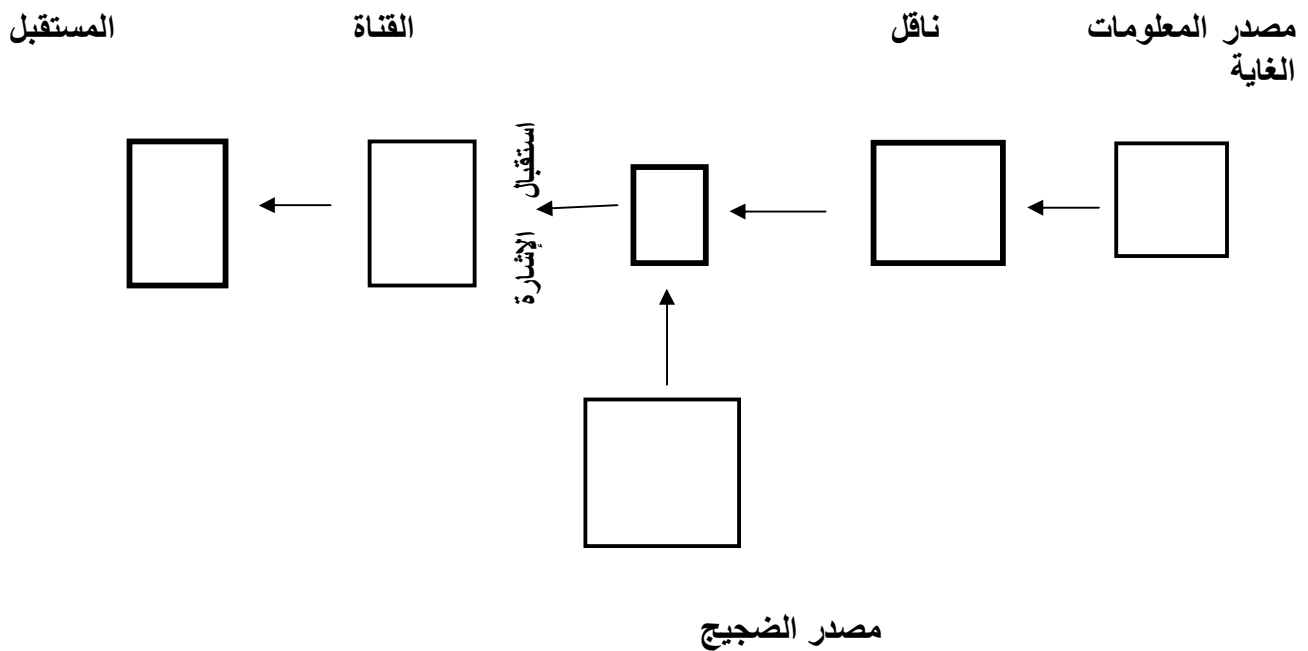 مصدر المعلومات ناقل القناة المستقبل
الغاية
استقبال
الإشارة
مصدر الضجيج